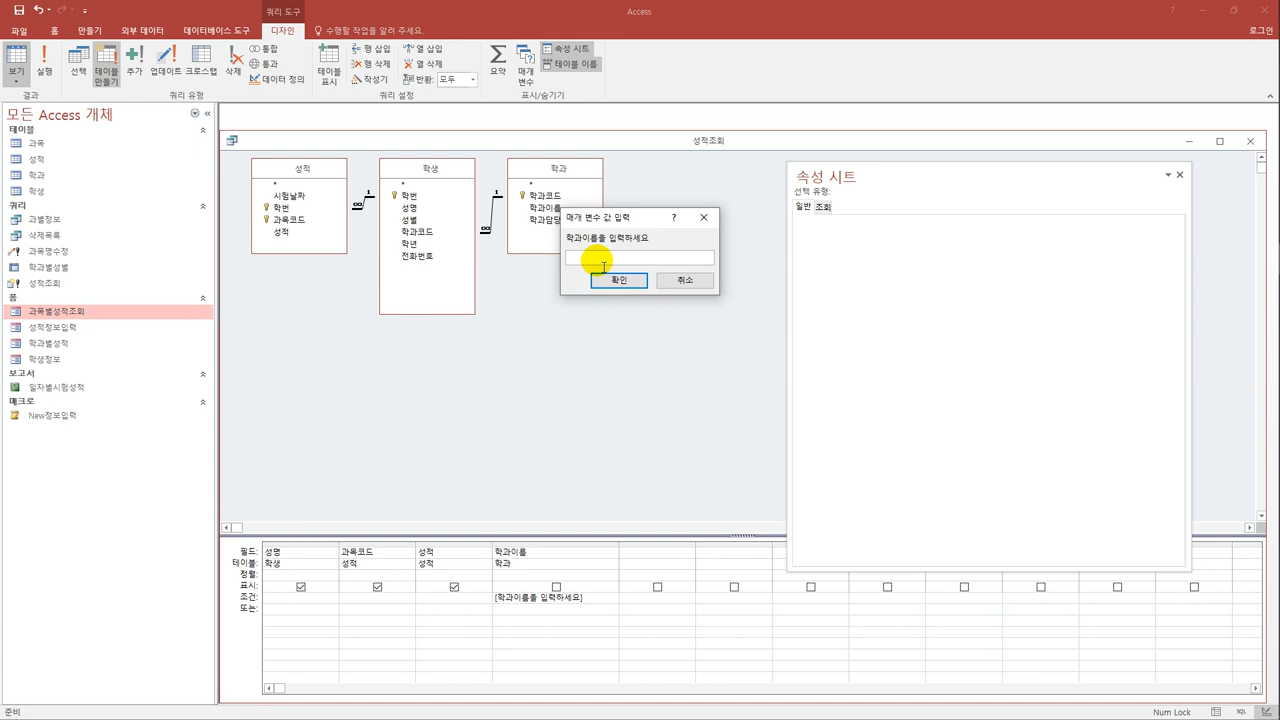 쿼리 도구
Access
파일
홈
만들기
외부 데이터
데이터베이스 도구
디자인
수행할 작업을 알려 주세요.
로그인
보기
실행
선택
테이블 만들기
추가
업데이트
크로스탭
삭제
통합
통과
데이터 정의
테이블 표시
행 삽입
행 삭제
작성기
열 삽입
열 삭제
반환:
모두
요약
매개 변수
속성 시트
테이블 이름
결과
쿼리 유형
쿼리 설정
표시/숨기기
모든 Access 개체
테이블
과목
성적
학과
학생
쿼리
과별정보
삭제목록
과목명수정
학과별성별
성적조회
폼
과목별성적조회
성적정보입력
학과별성적
학생정보
보고서
일자별시험성적
매크로
New정보입력
성적조회
성적
*
시험날짜
학번
과목코드
성적
학생
*
학번
성명
성별
학과코드
학년
전화번호
학과
*
학과코드
학과이름
학과담당
1
∞
1
∞
매개 변수 값 입력
?
학과이름을 입력하세요
확인
취소
속성 시트
선택 유형:
일반
조회
필드: 성명 과목코드 성적 학과이름
테이블: 학생 성적 성적 학과
정렬:
표시:
조건: [학과이름을 입력하세요]
또는:
준비
Num Lock
SQL